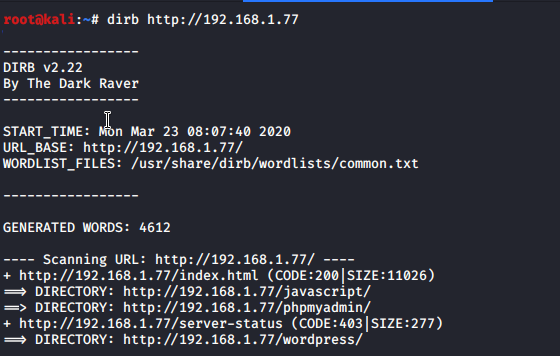 root@kali:~# dirb http://192.168.1.77
-----------------
DIRB v2.22
By The Dark Raver
-----------------
START_TIME: Mon Mar 23 08:07:40 2020
URL_BASE: http://192.168.1.77/
WORDLIST_FILES: /usr/share/dirb/wordlists/common.txt
-----------------
GENERATED WORDS: 4612
---- Scanning URL: http://192.168.1.77/ ----
+ http://192.168.1.77/index.html (CODE:200|SIZE:11026)
==> DIRECTORY: http://192.168.1.77/javascript/
==> DIRECTORY: http://192.168.1.77/phpmyadmin/
+ http://192.168.1.77/server-status (CODE:403|SIZE:277)
==> DIRECTORY: http://192.168.1.77/wordpress/